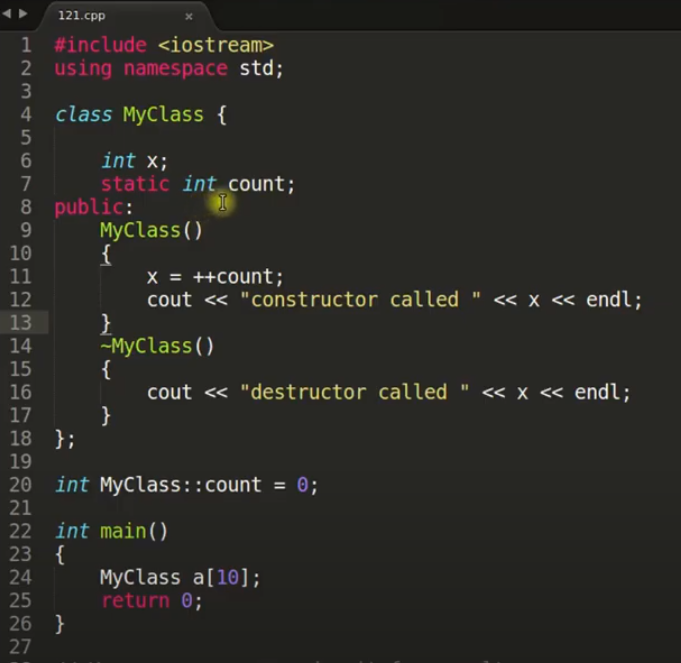 121.cpp
1 #include <iostream>
2 using namespace std;
3
4 class MyClass {
5
6 int x;
7 static int count;
8 public:
9 MyClass()
10 {
11 x = ++count;
12 cout << "constructor called " << x << endl;
13 }
14 ~MyClass()
15 {
16 cout << "destructor called " << x << endl;
17 }
18 };
19
20 int MyClass::count = 0;
21
22 int main()
23 {
24 MyClass a[10];
25 return 0;
26 }
27